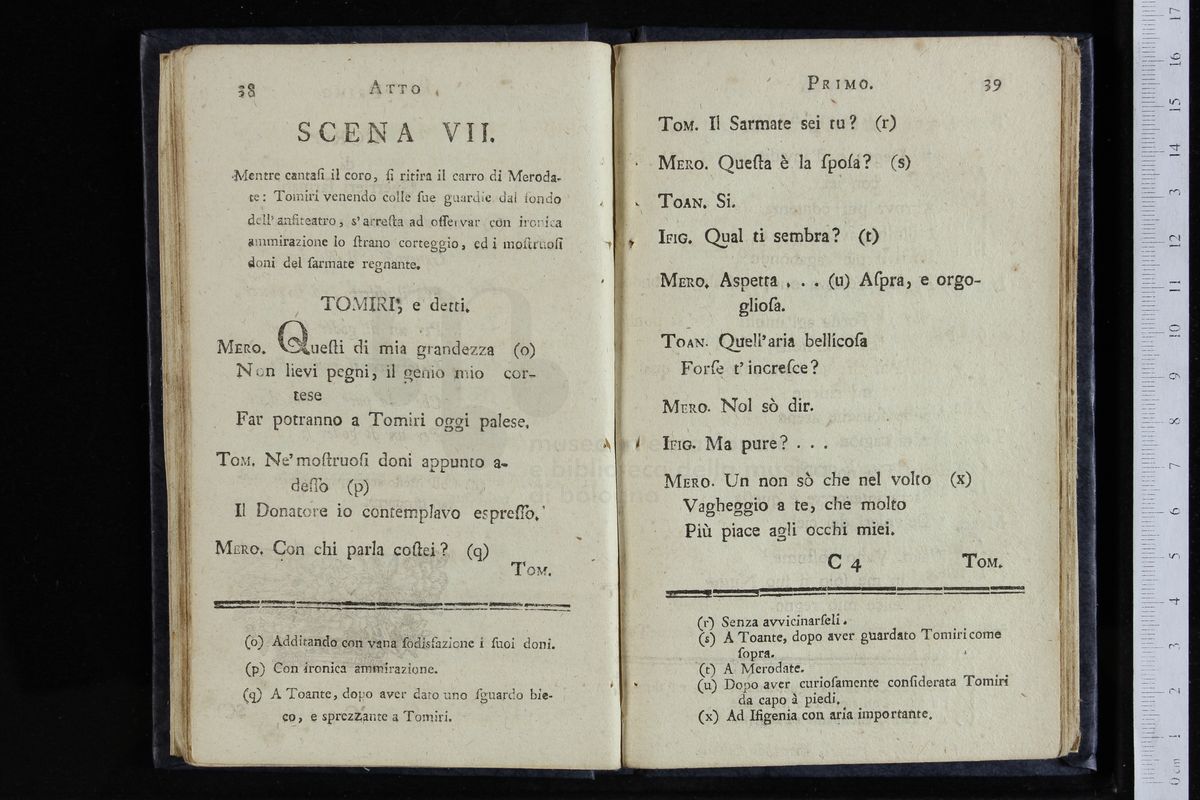 38 ATTO
SCENA VII.
Mentre cantaſi il coro, ſi ritira il carro di Meroda-
te: Tomiri venendo colle ſue guardie dal fondo
dell'anfiteatro, s'arreſta ad oſſervar con ironica
ammirazione lo ſtrano corteggio, ed i moſtruoſi
doni del ſarmate regnante.
TOMIRI; e detti.
MERO. Queſti di mia grandezza (o)
Non lievi pegni, il genio mio cor-
tese
Far potranno a Tomiri oggi palese.
TOM. Ne' moſtruoſi doni appunto a-
deſſo (p)
Il Donatore io contemplavo espreſſo.
MERO. Con chi parla coſtei? (q)
TOM.
(o) Additando con vana ſodisfazione i ſuoi doni.
(p) Con ironica ammirazione.
(q) A Toante, dopo aver dato uno ſguardo bie-
co, e sprezzante a Tomiri.
PRIMO. 39
TOM. Il Sarmate sei tu? (r)
MERO. Queſta è la ſpoſa? (s)
TOAN. Si.
IFIG. Qual ti sembra? (t)
MERO. Aspetta . . . (u) Aſpra, e orgo-
glioſa.
TOAN. Quell'aria bellicoſa
Forſe t'increſce?
MERO. Nol sò dir.
IFIG. Ma pure? . . .
MERO. Un non sò che nel volto (x)
Vagheggio a te, che molto
Più piace agli occhi miei.
C 4 TOM.
(r) Senza avvicinarſeli.
(s) A Toante, dopo aver guardato Tomiri come
ſopra.
(t) A Merodate.
(u) Dopo aver curioſamente conſiderata Tomiri
da capo à piedi.
(x) Ad Ifigenia con aria importante.